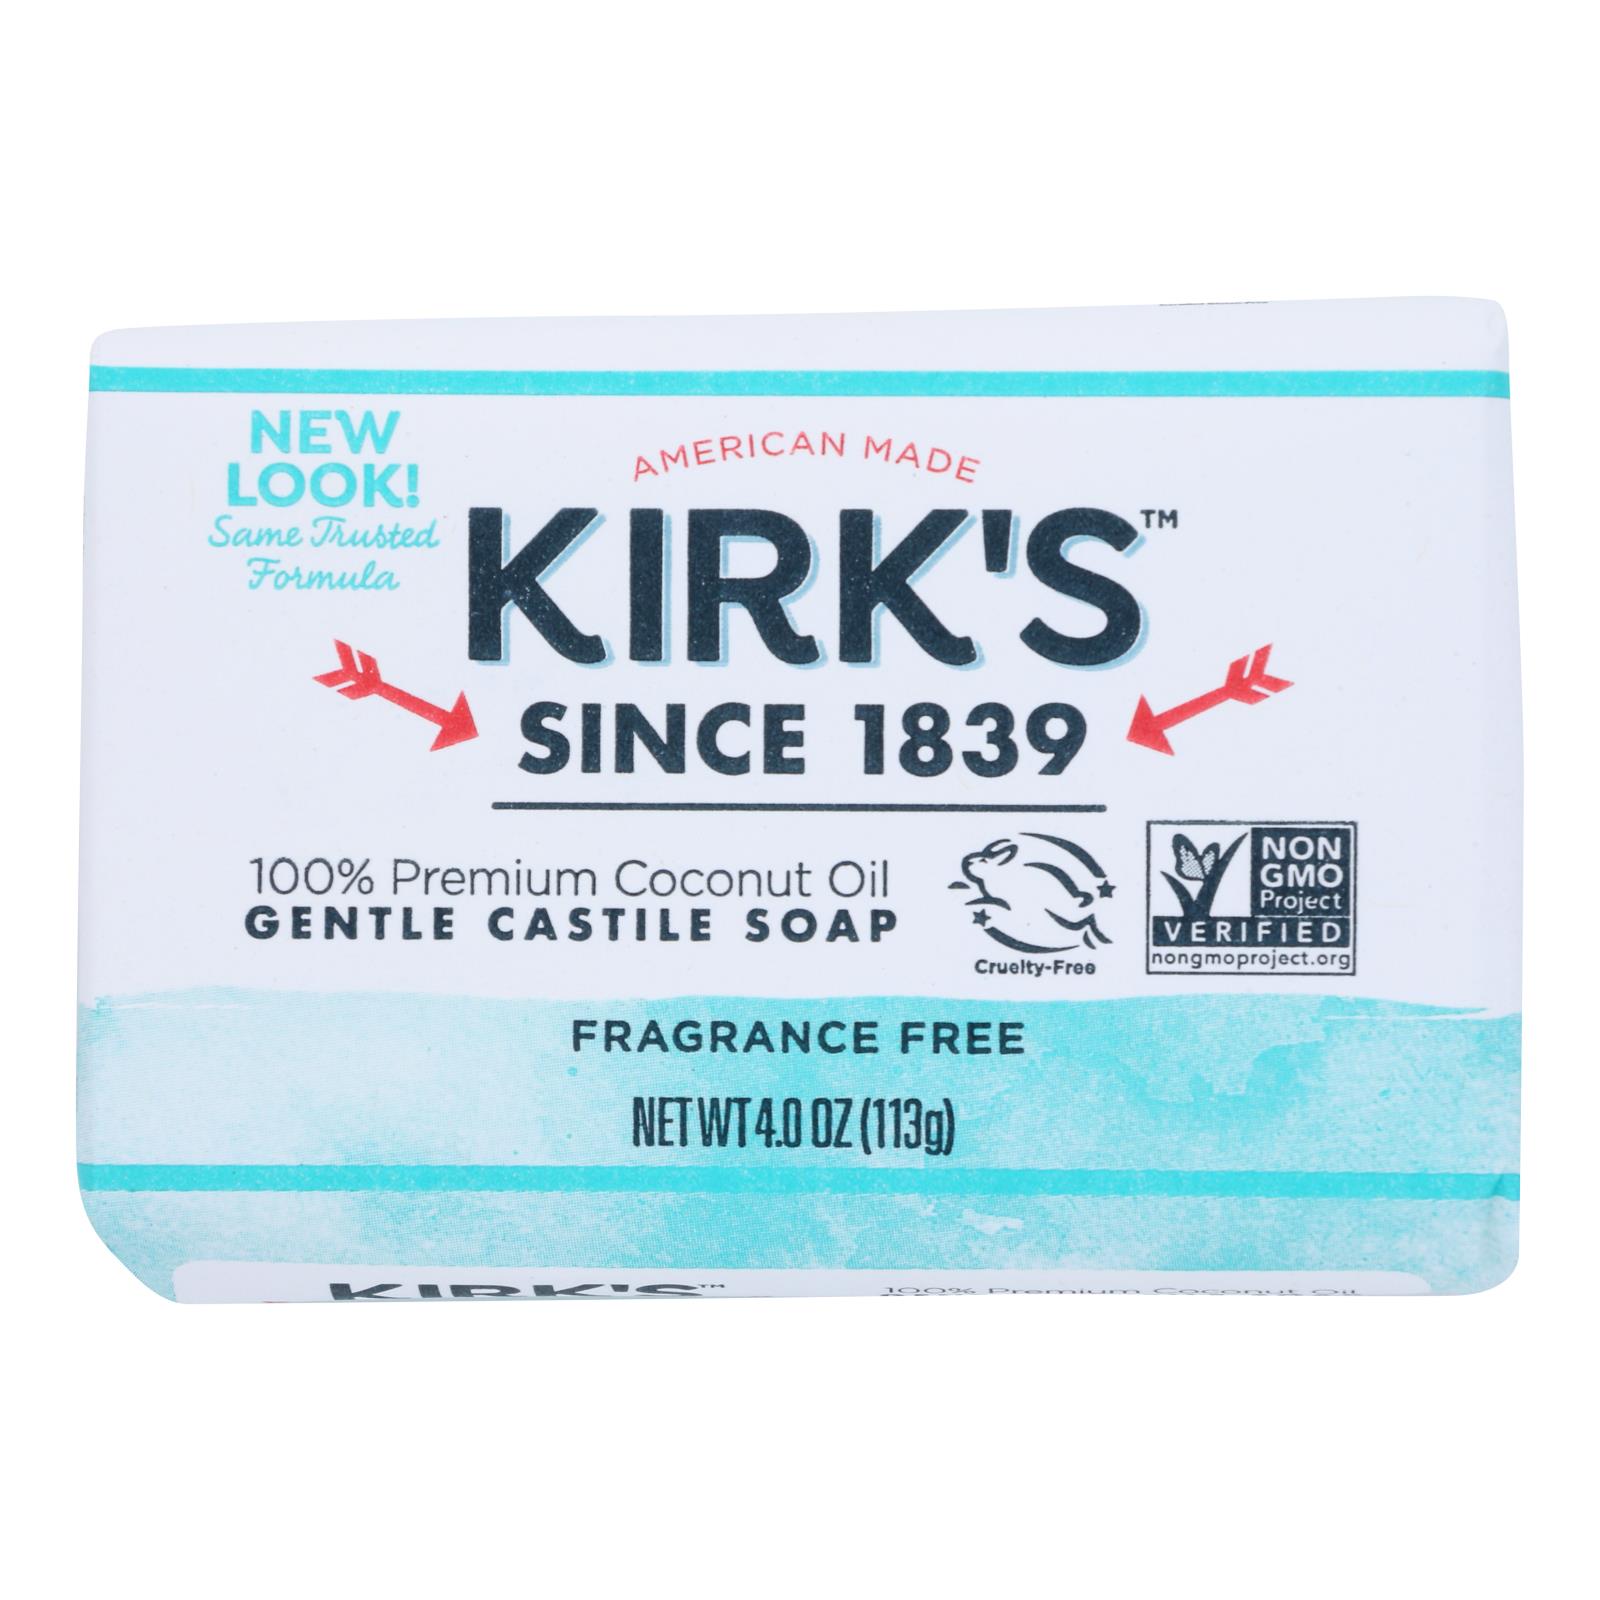 NEW
LOOK!
Same Trusted
Formula
AMERICAN MADE
KIRK'S™
SINCE 1839
100% Premium Coconut Oil
GENTLE CASTILE SOAP
Cruelty-Free
NON
GMO
Project
VERIFIED
nongmoproject.org
FRAGRANCE FREE
NET WT 4.0 OZ (113g)
KIRK'S™
100% Premium Coconut Oil